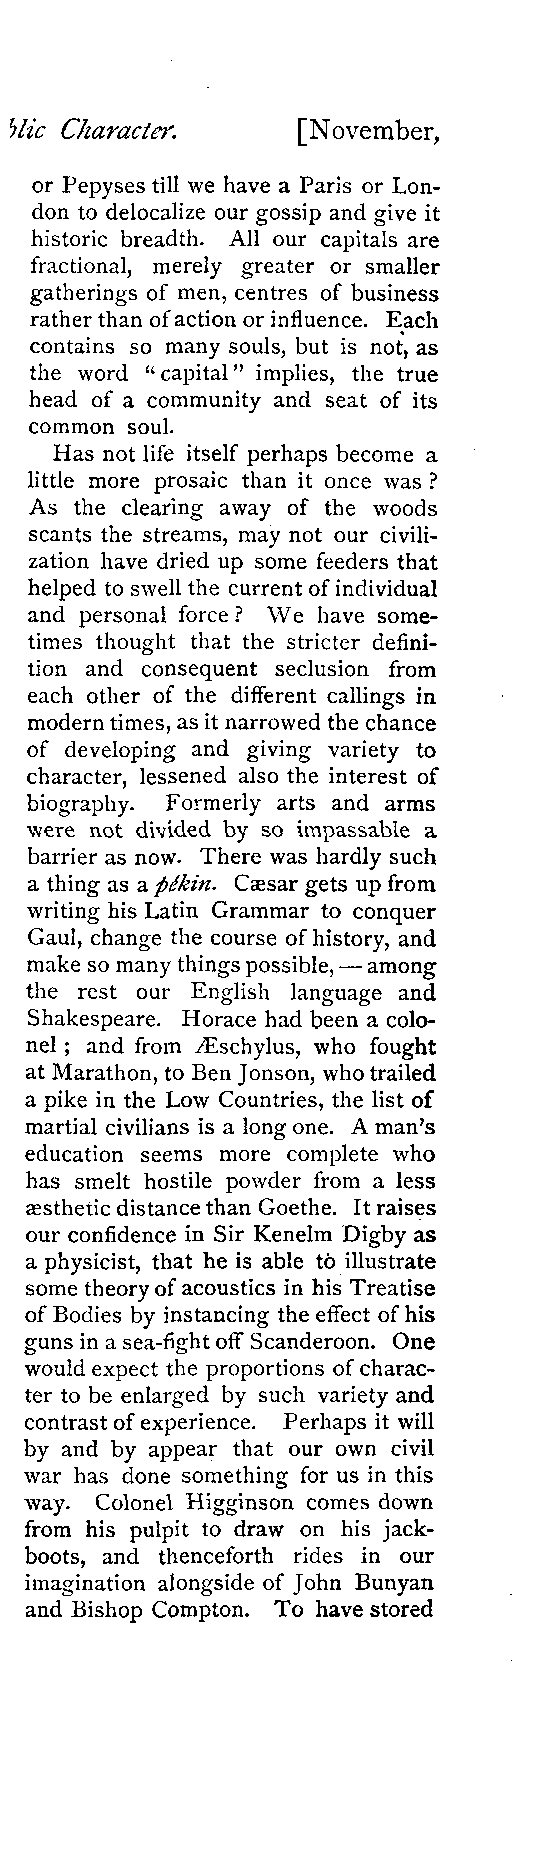 blic Character. [November,
or Pepyses till we have a Paris or Lon-
don to delocalize our gossip and give it
historic breadth. All our capitals are
fractional, merely greater or smaller
gatherings of men, centres of business
rather than of action or influence. Each
contains so many souls, but is not, as
the word "capital" implies, the true
head of a community and seat of its
common soul.
Has not life itself perhaps become a
little more prosaic than it once was ?
As the clearing away of the woods
scants the streams, may not our civili-
zation have dried up some feeders that
helped to swell the current of individual
and personal force ? We have some-
times thought that the stricter defini-
tion and consequent seclusion from
each other of the different callings in
modern times, as it narrowed the chance
of developing and giving variety to
character, lessened also the interest of
biography. Formerly arts and arms
were not divided by so impassable a
barrier as now. There was hardly such
a thing as a pékin. Cæsar gets up from
writing his Latin Grammar to conquer
Gaul, change the course of history, and
make so many things possible, — among
the rest our English language and
Shakespeare. Horace had been a colo-
nel ; and from Æschylus, who fought
at Marathon, to Ben Jonson, who trailed
a pike in the Low Countries, the list of
martial civilians is a long one. A man's
education seems more complete who
has smelt hostile powder from a less
æsthetic distance than Goethe. It raises
our confidence in Sir Kenelm Digby as
a physicist, that he is able to illustrate
some theory of acoustics in his Treatise
of Bodies by instancing the effect of his
guns in a sea-fight off Scanderoon. One
would expect the proportions of charac-
ter to be enlarged by such variety and
contrast of experience. Perhaps it will
by and by appear that our own civil
war has done something for us in this
way. Colonel Higginson comes down
from his pulpit to draw on his jack-
boots, and thenceforth rides in our
imagination alongside of John Bunyan
and Bishop Compton. To have stored